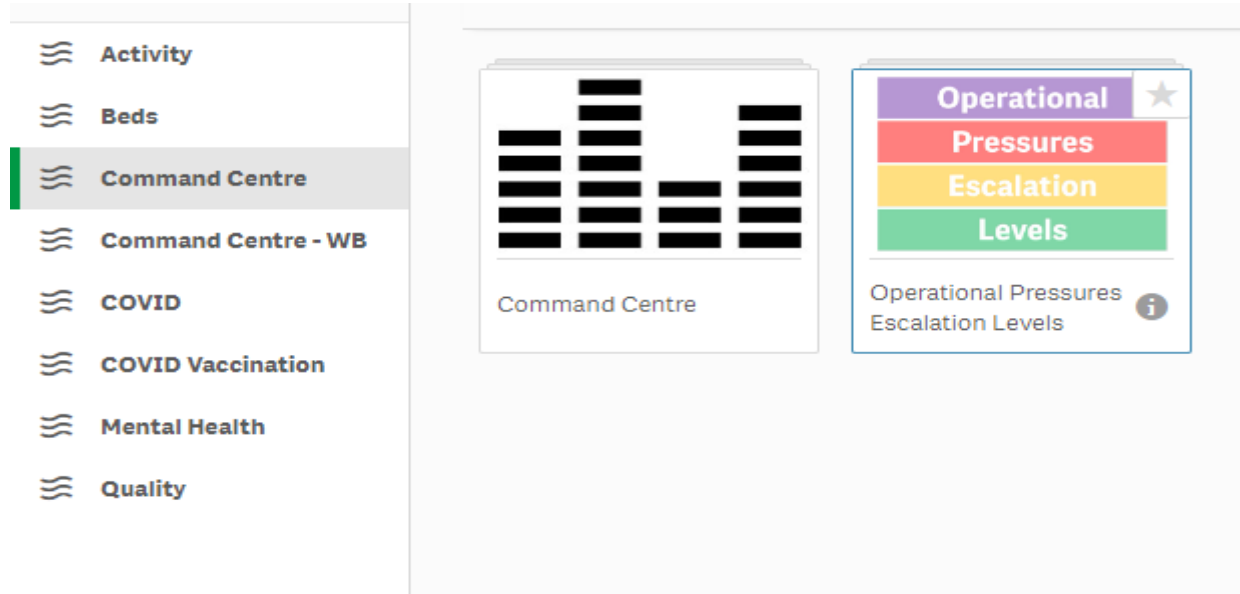 Activity
Beds
Command Centre
Command Centre - WB
COVID
COVID Vaccination
Mental Health
Quality
Command Centre
Operational
Pressures
Escalation
Levels
Operational Pressures
Escalation Levels
i